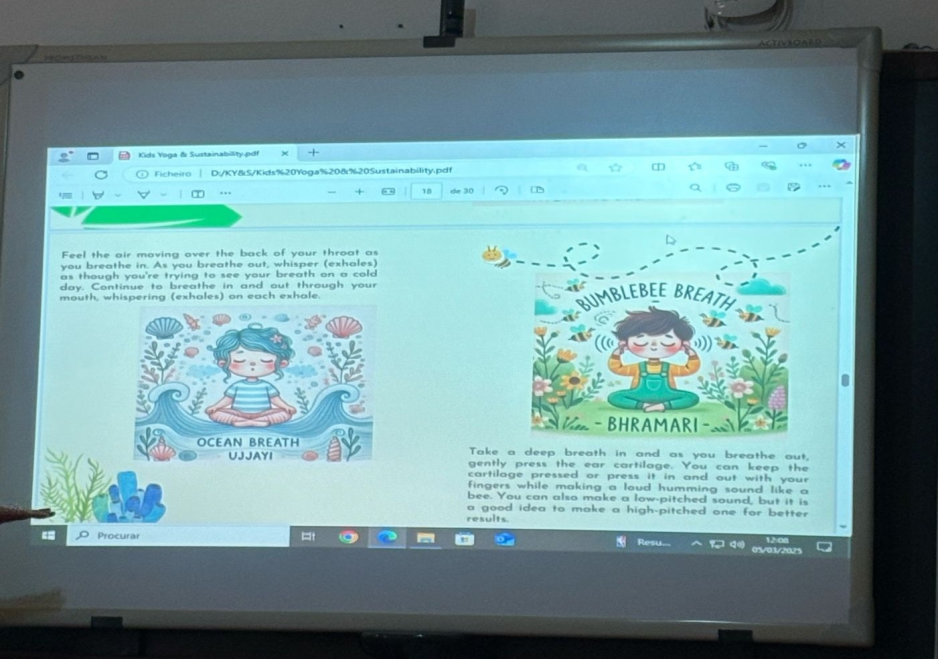 ACTIVBOARD
Kids Yoga & Sustainability.pdf
Ficheiro | D:/KY&S/Kids%20Yoga%20&%20Sustainability.pdf
18 de 30
Feel the air moving over the back of your throat as
you breathe in. As you breathe out, whisper (exhales)
as though you're trying to see your breath on a cold
day. Continue to breathe in and out through your
mouth, whispering (exhales) on each exhale.
OCEAN BREATH
UJJAYI
BUMBLEBEE BREATH
- BHRAMARI -
Take a deep breath in and as you breathe out,
gently press the ear cartilage. You can keep the
cartilage pressed or press it in and out with your
fingers while making a loud humming sound like a
bee. You can also make a low-pitched sound, but it is
a good idea to make a high-pitched one for better
results.
Procurar
Resu...
12:08
05/03/2025